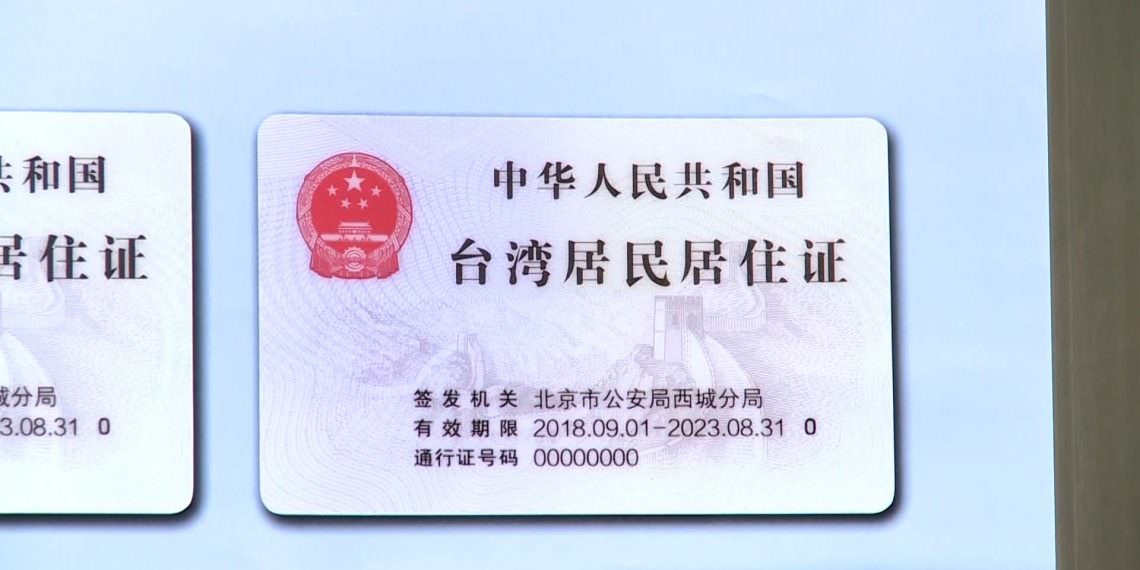 共和国
居住证
城分局
3.08.31 0
中华人民共和国
台湾居民居住证
签发机关 北京市公安局西城分局
有效期限 2018.09.01-2023.08.31 0
通行证号码 00000000